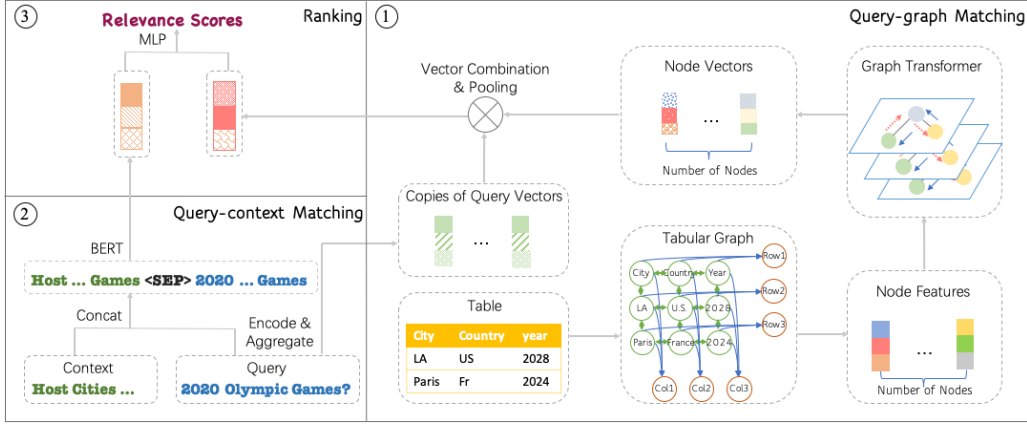 ③
Ranking
Relevance Scores
MLP
②
Query-context Matching
BERT
Host ... Games <SEP> 2020 ... Games
Concat
Encode &
Aggregate
Context
Host Cities ...
Query
2020 Olympic Games?
①
Query-graph Matching
Vector Combination
& Pooling
Node Vectors
...
Number of Nodes
Graph Transformer
Copies of Query Vectors
...
Table
City Country year
LA US 2028
Paris Fr 2024
Tabular Graph
City Country Year Row1
LA U.S. 2028 Row2
Paris France 2024 Row3
Col1 Col2 Col3
Node Features
...
Number of Nodes